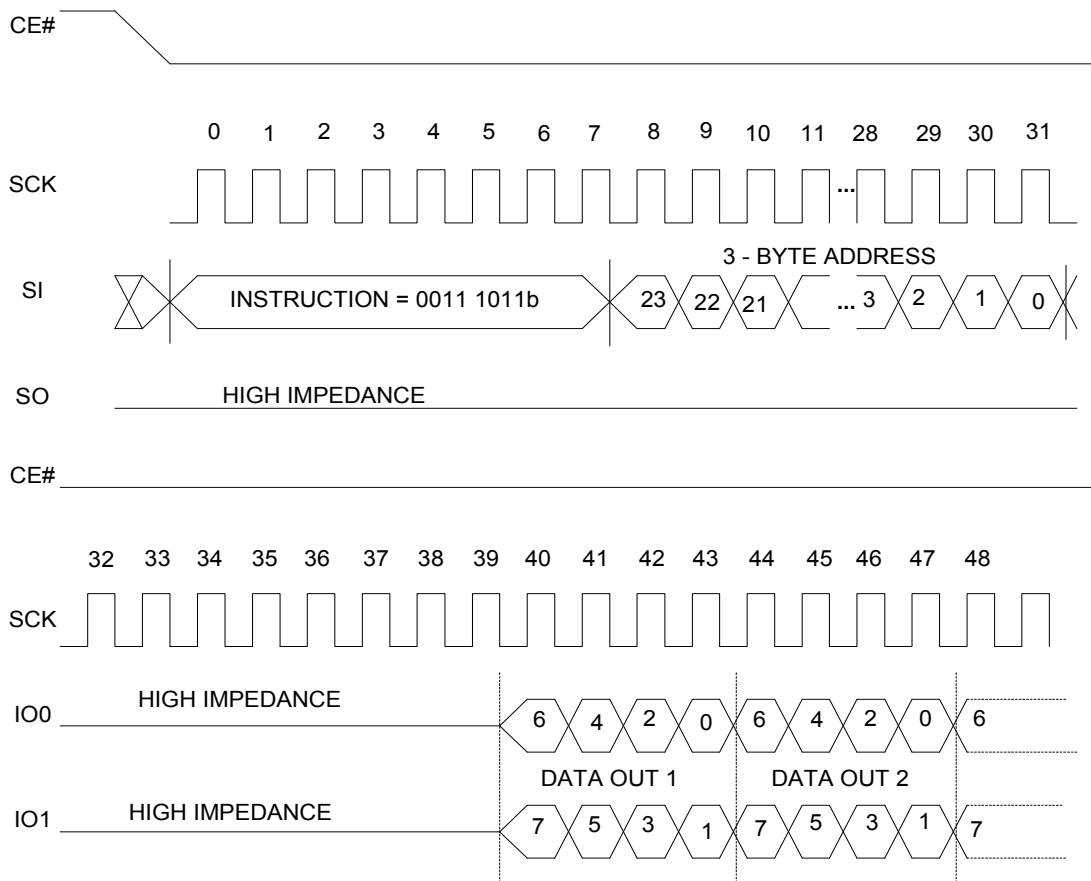 CE#
0 1 2 3 4 5 6 7 8 9 10 11 28 29 30 31
SCK ...
3 - BYTE ADDRESS
SI INSTRUCTION = 0011 1011b 23 22 21 ... 3 2 1 0
SO HIGH IMPEDANCE
CE#
32 33 34 35 36 37 38 39 40 41 42 43 44 45 46 47 48
SCK
IO0 HIGH IMPEDANCE 6 4 2 0 6 4 2 0 6
DATA OUT 1 DATA OUT 2
IO1 HIGH IMPEDANCE 7 5 3 1 7 5 3 1 7